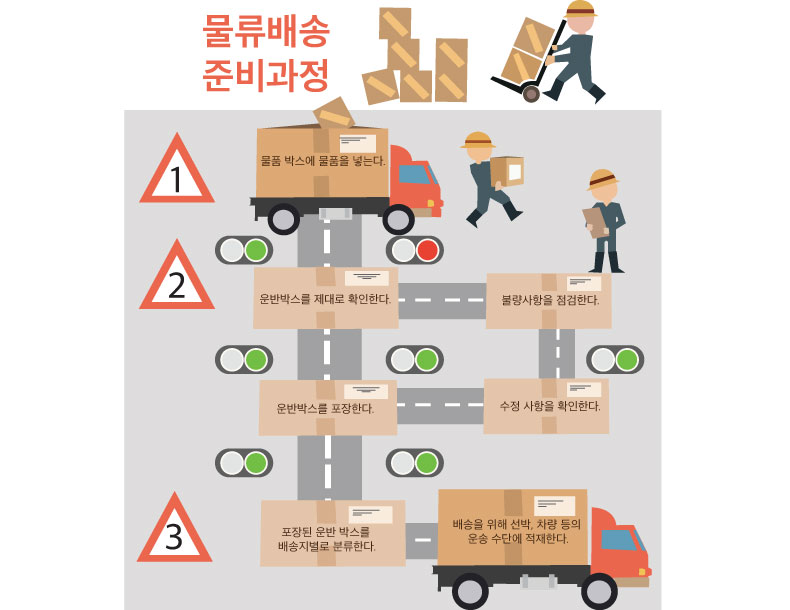 물류배송
준비과정
1
물품 박스에 물품을 넣는다.
2
운반박스를 제대로 확인한다.
불량사항을 점검한다.
운반박스를 포장한다.
수정 사항을 확인한다.
3
포장된 운반 박스를
배송지별로 분류한다.
배송을 위해 선박, 차량 등의
운송 수단에 적재한다.